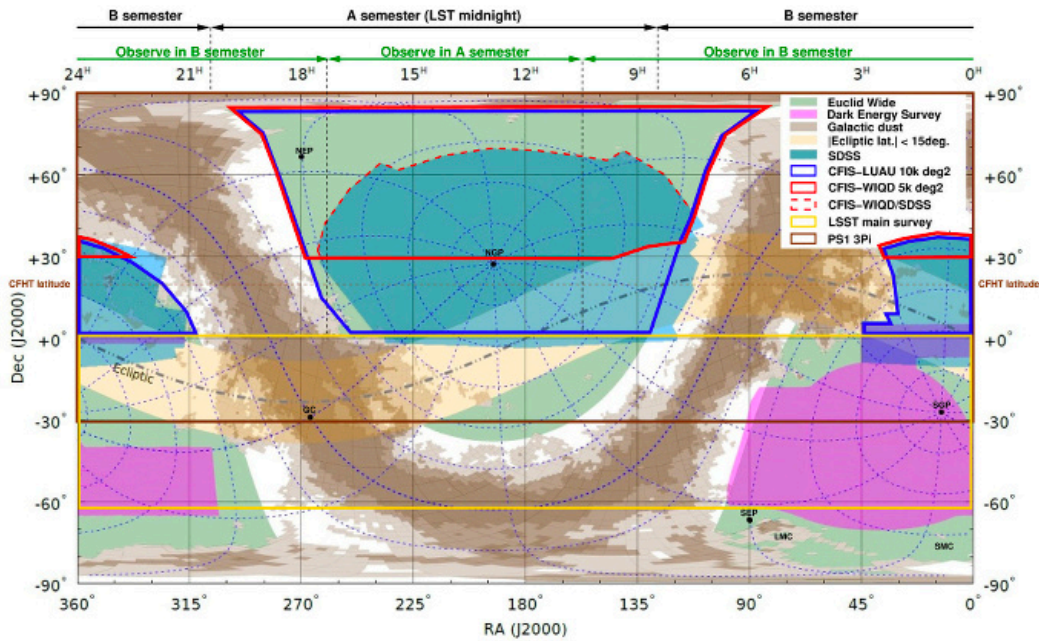 B semester A semester (LST midnight) B semester
Observe in B semester Observe in A semester Observe in B semester
24H 21H 18H 15H 12H 9H 6H 3H 0H
+90° +90°
Euclid Wide
Dark Energy Survey
Galactic dust
|Ecliptic lat.| < 15deg.
SDSS
CFIS-LUAU 10k deg2
CFIS-WIQD 5k deg2
CFIS-WIQD/SDSS
LSST main survey
PS1 3Pi
NEP
+60° +60°
NGP
+30° +30°
CFHT latitude CFHT latitude
+0° +0°
Ecliptic
GC
SGP
-30° -30°
-60° -60°
SEP
LMC
SMC
-90° -90°
Dec (J2000)
360 315 270 225 180 135 90 45 0
RA (J2000)